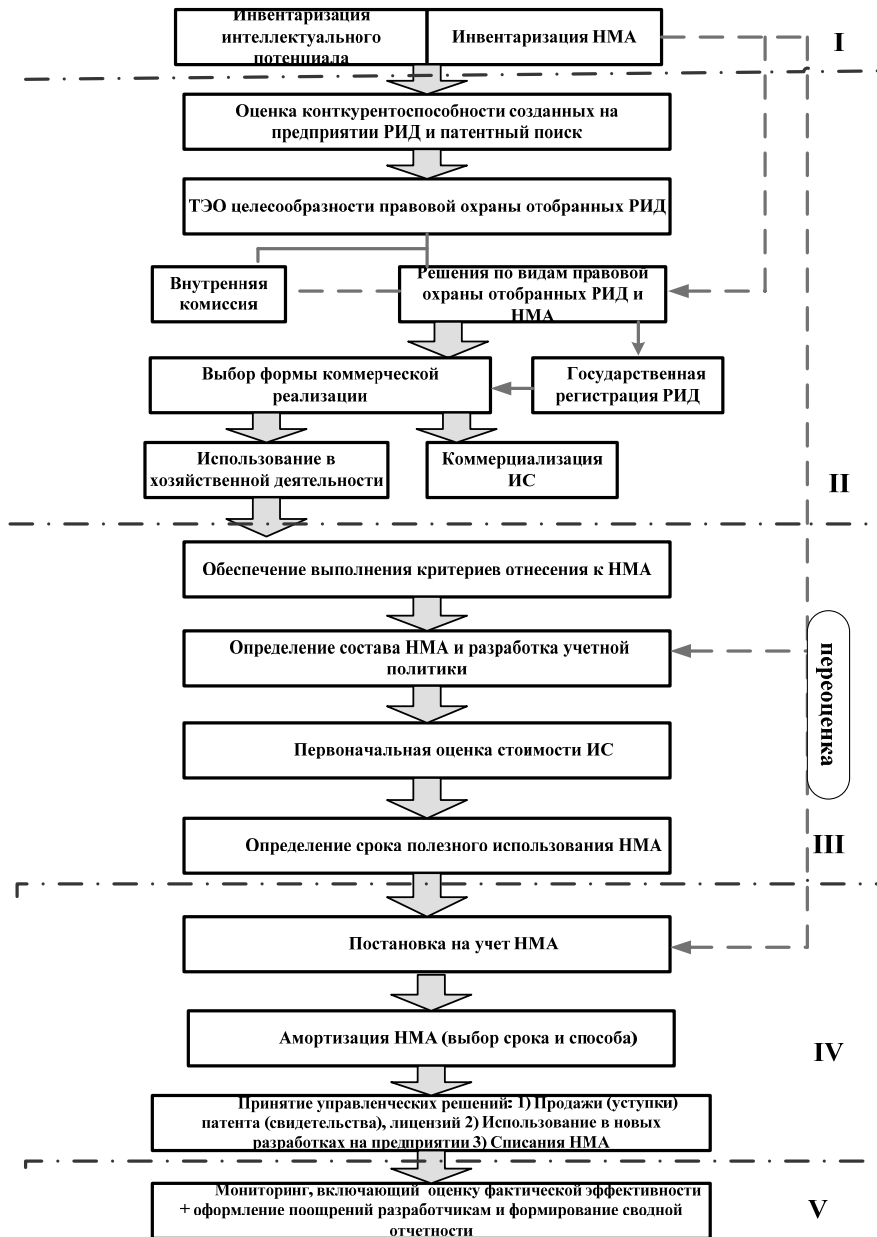 Инвентаризация
интеллектуального
потенциала
Инвентаризация НМА
I
Оценка конткурентоспособности созданных на
предприятии РИД и патентный поиск
ТЭО целесообразности правовой охраны отобранных РИД
Внутренняя
комиссия
Решения по видам правовой
охраны отобранных РИД и
НМА
Выбор формы коммерческой
реализации
Государственная
регистрация РИД
Использование в
хозяйственной деятельности
Коммерциализация
ИС
II
Обеспечение выполнения критериев отнесения к НМА
Определение состава НМА и разработка учетной
политики
переоценка
Первоначальная оценка стоимости ИС
Определение срока полезного использования НМА
III
Постановка на учет НМА
Амортизация НМА (выбор срока и способа)
IV
Принятие управленческих решений: 1) Продажи (уступки)
патента (свидетельства), лицензий 2) Использование в новых
разработках на предприятии 3) Списания НМА
Мониторинг, включающий оценку фактической эффективности
+ оформление поощрений разработчикам и формирование сводной
отчетности
V